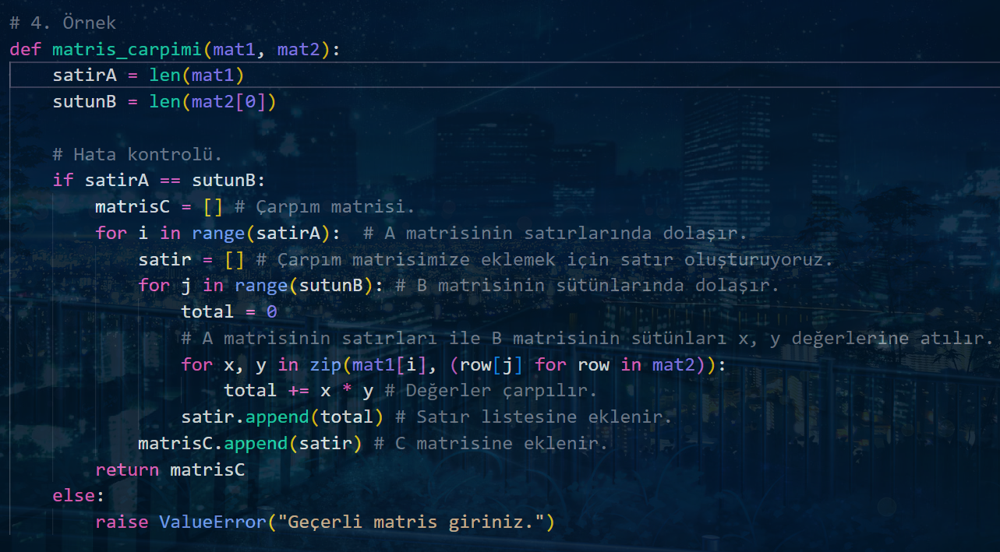 # 4. Örnek
def matris_carpimi(mat1, mat2):
    satirA = len(mat1)
    sutunB = len(mat2[0])
    # Hata kontrolü.
    if satirA == sutunB:
        matrisC = [] # Çarpım matrisi.
        for i in range(satirA):  # A matrisinin satırlarında dolaşır.
            satir = [] # Çarpım matrisimize eklemek için satır oluşturuyoruz.
            for j in range(sutunB): # B matrisinin sütünlarında dolaşır.
                total = 0
                # A matrisinin satırları ile B matrisinin sütünları x, y değerlerine atılır.
                for x, y in zip(mat1[i], (row[j] for row in mat2)):
                    total += x * y # Değerler çarpılır.
                satir.append(total) # Satır listesine eklenir.
            matrisC.append(satir) # C matrisine eklenir.
        return matrisC
    else:
        raise ValueError("Geçerli matris giriniz.")